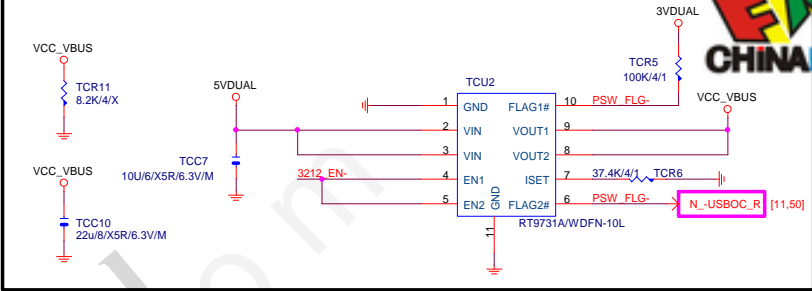 3VDUAL
CHINA
VCC_VBUS
TCR11
8.2K/4/X
5VDUAL
TCU2
TCR5
100K/4/1
VCC_VBUS
1 GND FLAG1# 10 PSW_FLG-
2 VIN VOUT1 9
3 VIN VOUT2 8
3212_EN- 4 EN1 ISET 7 37.4K/4/1 TCR6
5 EN2 GND FLAG2# 6 PSW_FLG- N_-USBOC_R [11,50]
11
RT9731A/WDFN-10L
TCC7
10U/6/X5R/6.3V/M
VCC_VBUS
TCC10
22u/8/X5R/6.3V/M
om